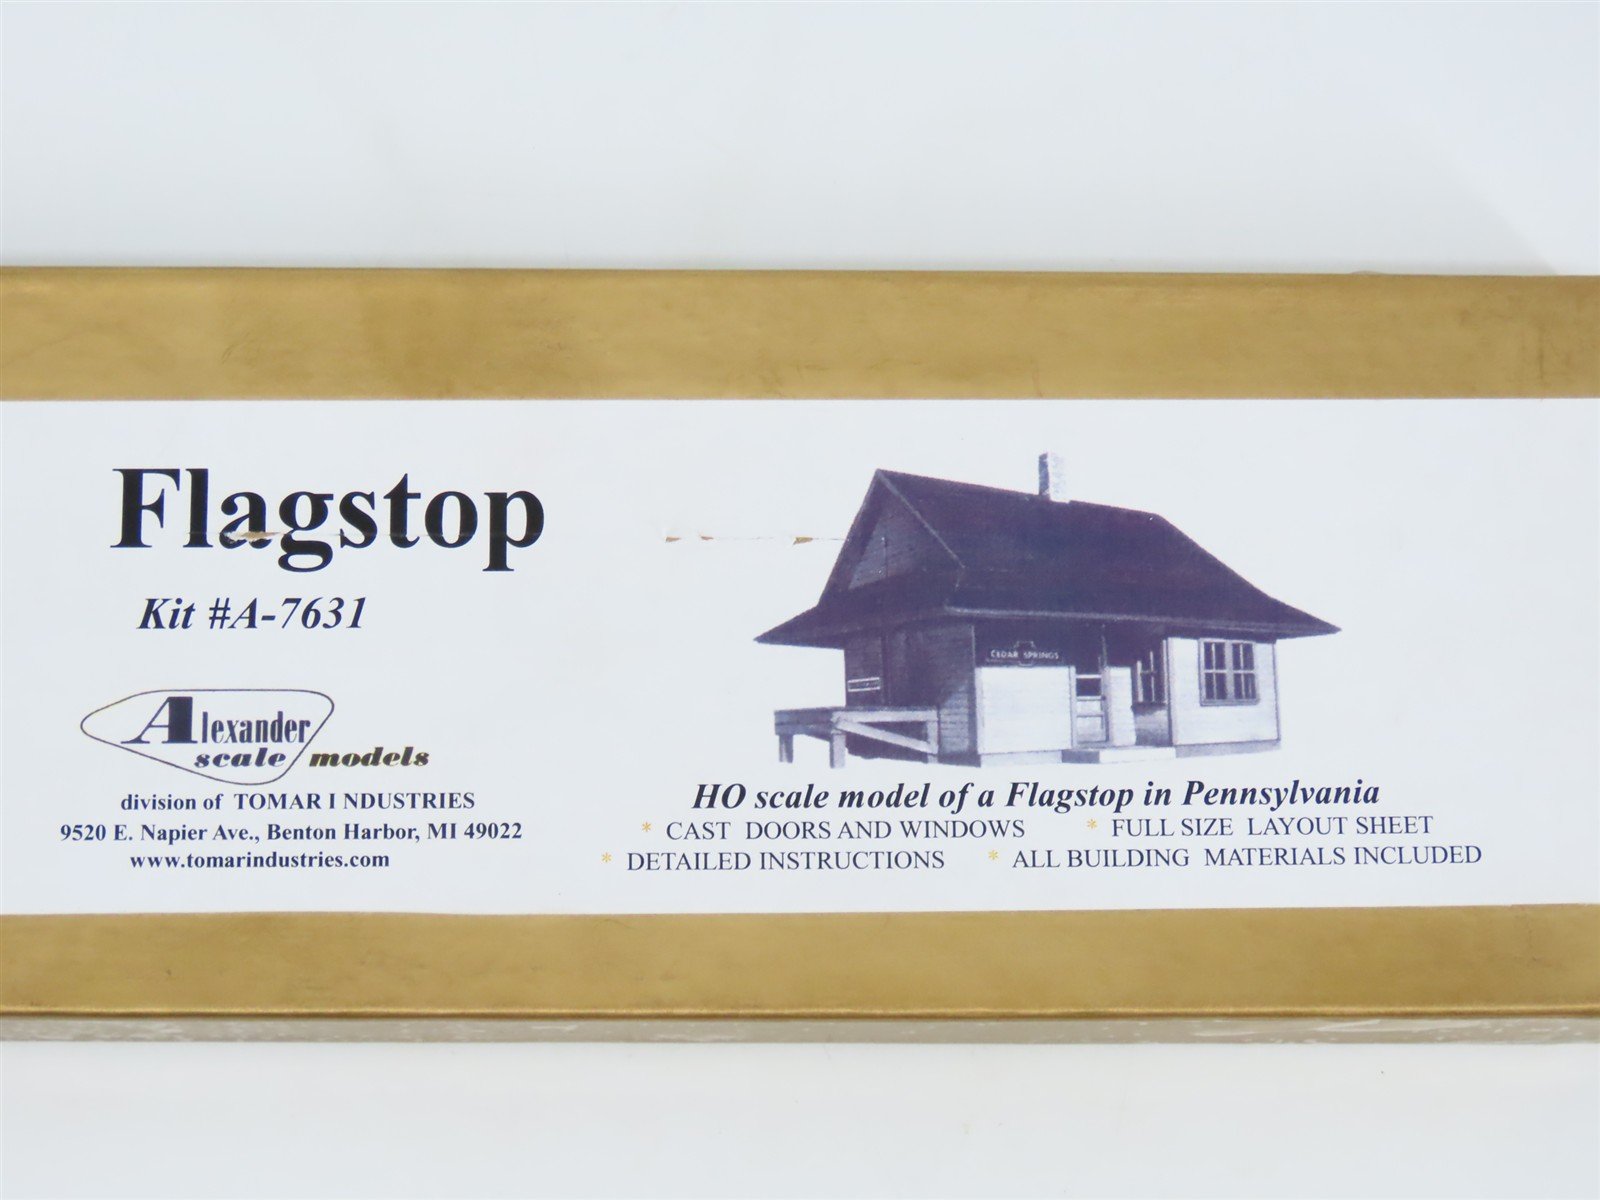 Flagstop
Kit #A-7631
Alexander
scale models
division of TOMAR I NDUSTRIES
9520 E. Napier Ave., Benton Harbor, MI 49022
www.tomarindustries.com
CEDAR SPRINGS
HO scale model of a Flagstop in Pennsylvania
* CAST DOORS AND WINDOWS * FULL SIZE LAYOUT SHEET
* DETAILED INSTRUCTIONS * ALL BUILDING MATERIALS INCLUDED